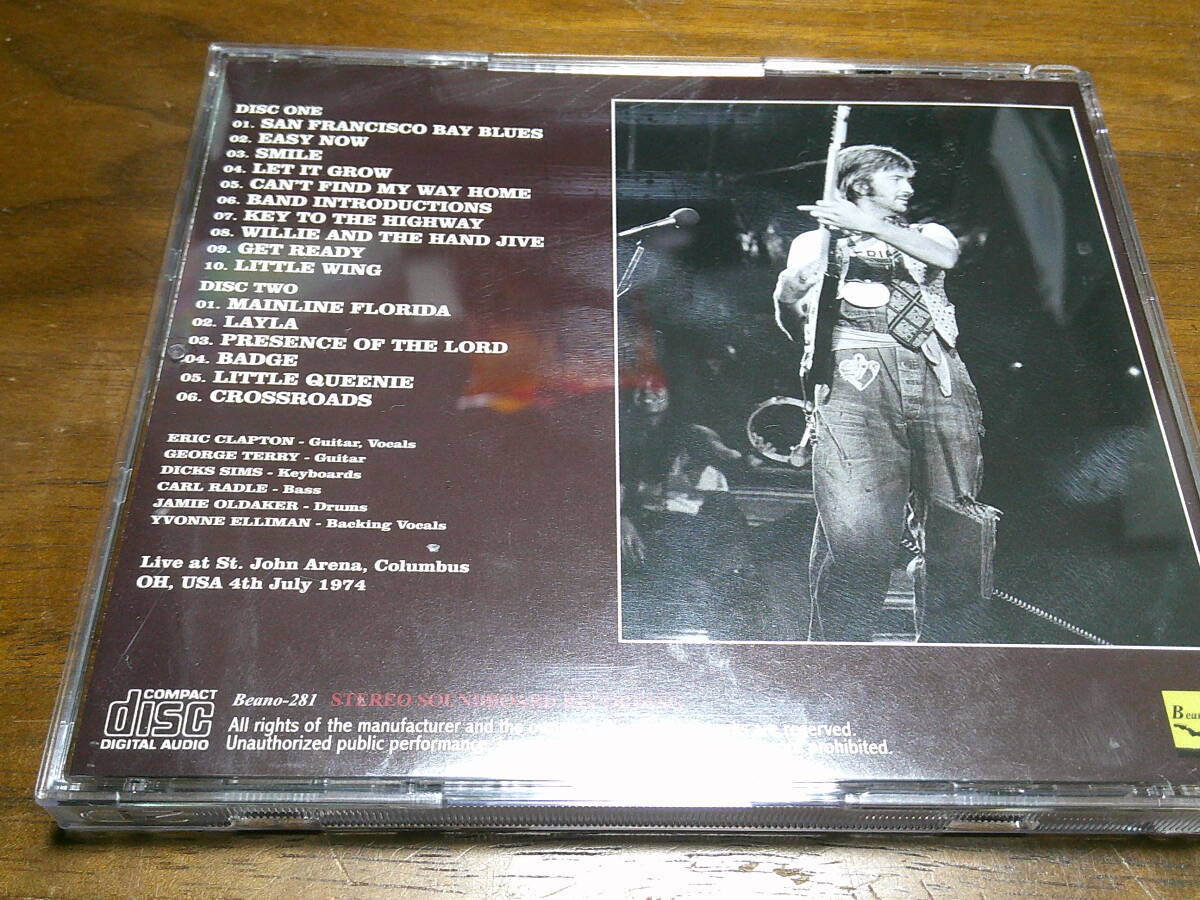 DISC ONE
01. SAN FRANCISCO BAY BLUES
02. EASY NOW
03. SMILE
04. LET IT GROW
05. CAN'T FIND MY WAY HOME
06. BAND INTRODUCTIONS
07. KEY TO THE HIGHWAY
08. WILLIE AND THE HAND JIVE
09. GET READY
10. LITTLE WING
DISC TWO
01. MAINLINE FLORIDA
02. LAYLA
03. PRESENCE OF THE LORD
04. BADGE
05. LITTLE QUEENIE
06. CROSSROADS
ERIC CLAPTON - Guitar, Vocals
GEORGE TERRY - Guitar
DICKS SIMS - Keyboards
CARL RADLE - Bass
JAMIE OLDAKER - Drums
YVONNE ELLIMAN - Backing Vocals
Live at St. John Arena, Columbus
OH, USA 4th July 1974
COMPACT
disc
DIGITAL AUDIO
Beano-281 STEREO SOUNDBOARD RECORDING
All rights of the manufacturer and the reserved.
Unauthorized public performance prohibited.